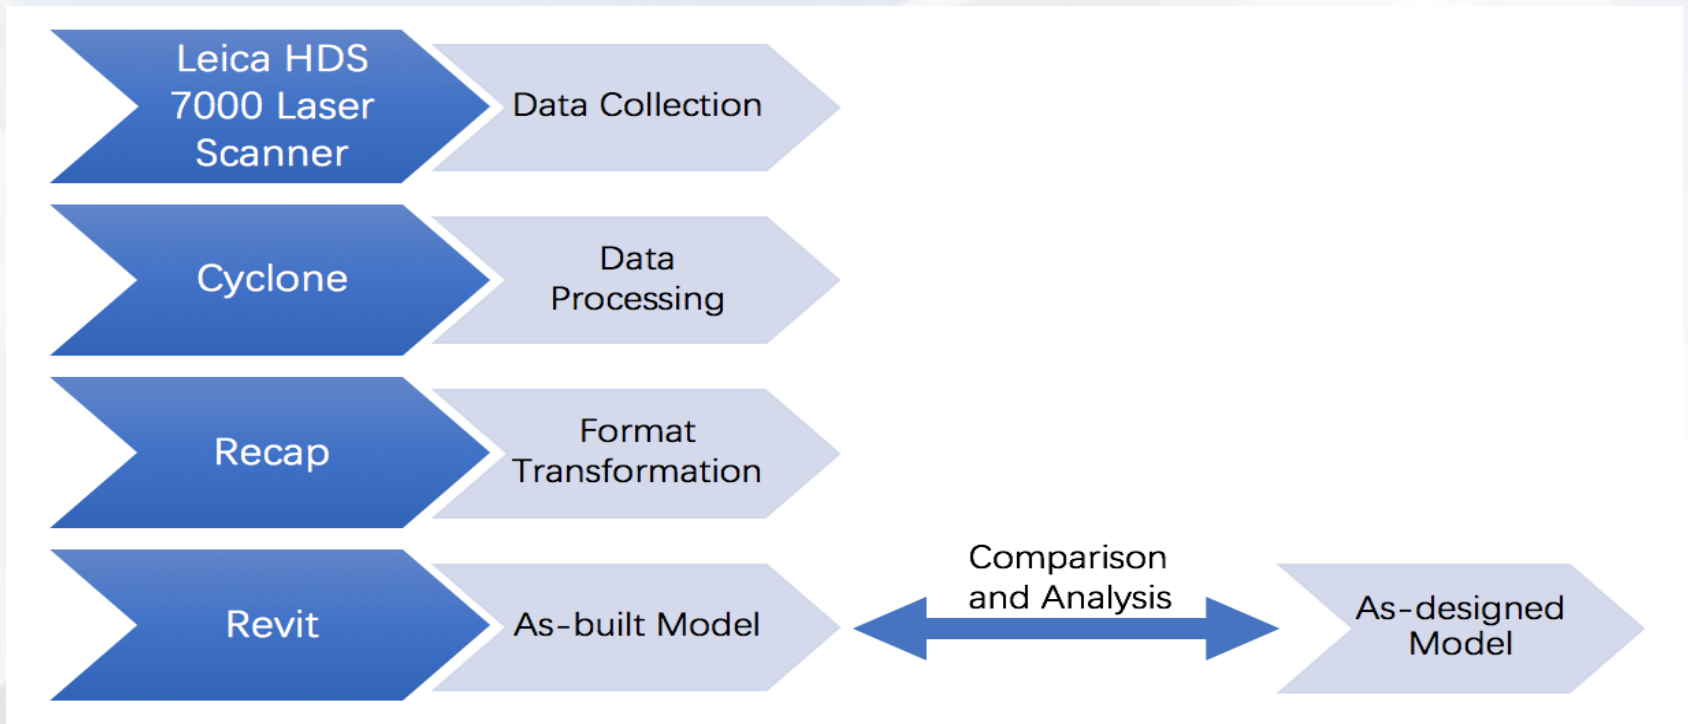 Leica HDS
7000 Laser
Scanner
Data Collection
Cyclone
Data
Processing
Recap
Format
Transformation
Revit
As-built Model
Comparison
and Analysis
As-designed
Model